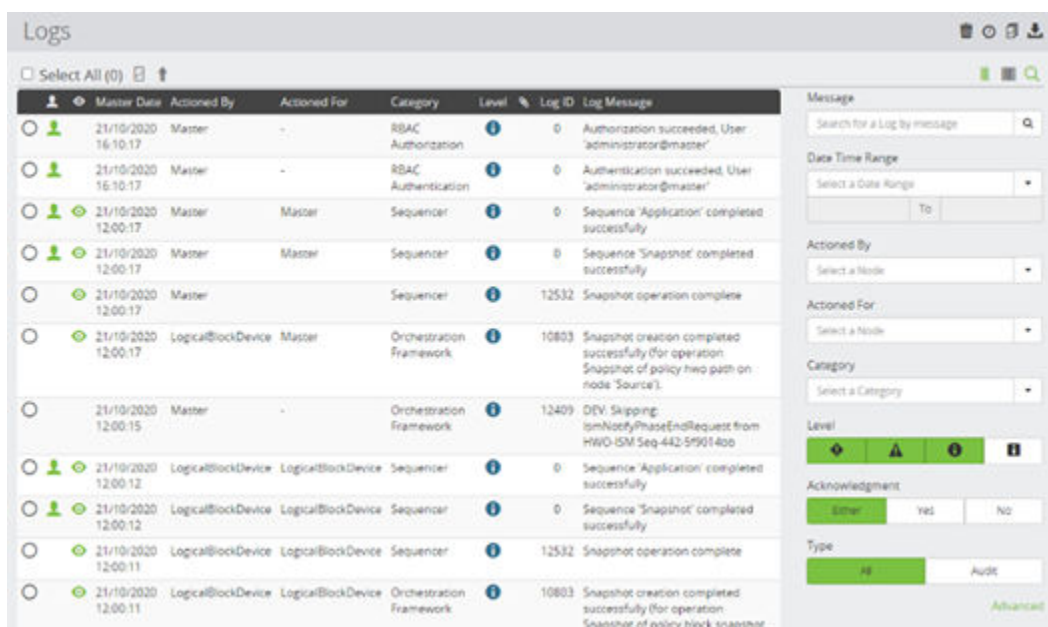 Logs
Select All (0)
Master Date Actioned By Actioned For Category Level Log ID Log Message
21/10/2020 Master - RBAC 0 Authorization succeeded, User
16:10:17 Authorization 'administrator@master'
21/10/2020 Master - RBAC 0 Authentication succeeded, User
16:10:17 Authentication 'administrator@master'
21/10/2020 Master Master Sequencer 0 Sequence 'Application' completed
12:00:17 successfully
21/10/2020 Master Master Sequencer 0 Sequence 'Snapshot' completed
12:00:17 successfully
21/10/2020 Master Sequencer 12532 Snapshot operation complete
12:00:17
21/10/2020 LogicalBlockDevice Master Orchestration 10803 Snapshot creation completed
12:00:17 Framework successfully (for operation
Snapshot of policy hwo path on
node 'Source').
21/10/2020 Master - Orchestration 12409 DEV: Skipping
12:00:15 Framework IsmNotifyPhaseEndRequest from
HWO-ISM Seq-442-5f9014bb
21/10/2020 LogicalBlockDevice LogicalBlockDevice Sequencer 0 Sequence 'Application' completed
12:00:12 successfully
21/10/2020 LogicalBlockDevice LogicalBlockDevice Sequencer 0 Sequence 'Snapshot' completed
12:00:12 successfully
21/10/2020 LogicalBlockDevice LogicalBlockDevice Sequencer 12532 Snapshot operation complete
12:00:11
21/10/2020 LogicalBlockDevice LogicalBlockDevice Orchestration 10803 Snapshot creation completed
12:00:11 Framework successfully (for operation
Snapshot of policy block snapshot
Message
Search for a Log by message
Date Time Range
Select a Date Range
To
Actioned By
Select a Node
Actioned For
Select a Node
Category
Select a Category
Level
Acknowledgment
Either Yes No
Type
All Audit
Advanced